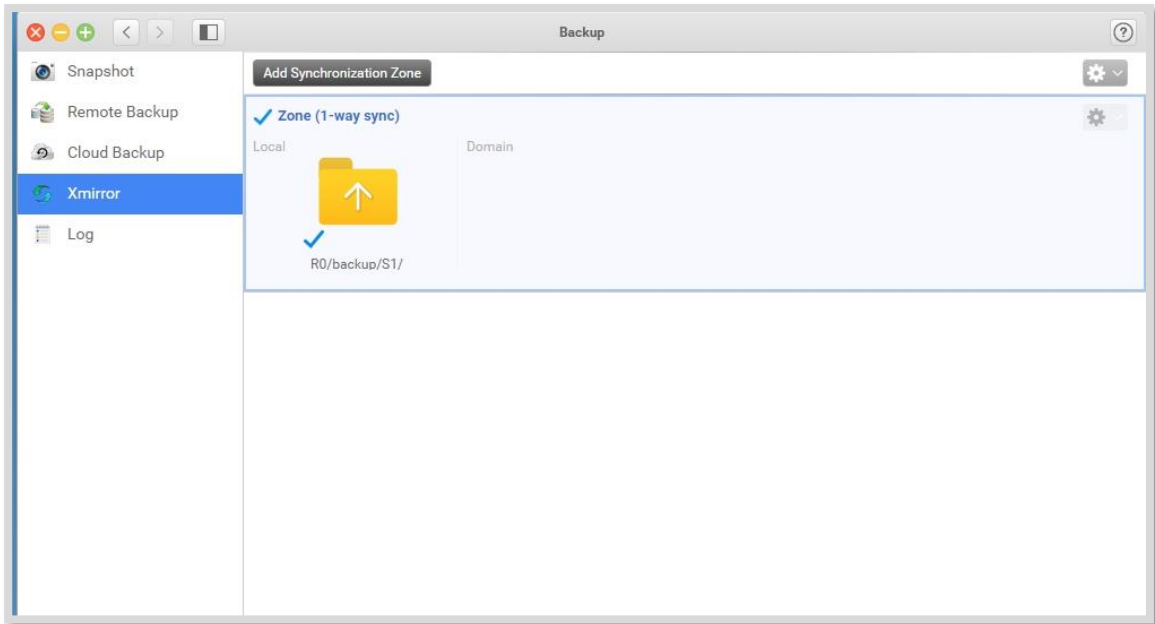 Backup
Snapshot
Remote Backup
Cloud Backup
Xmirror
Log
Add Synchronization Zone
Zone (1-way sync)
Local
Domain
R0/backup/S1/